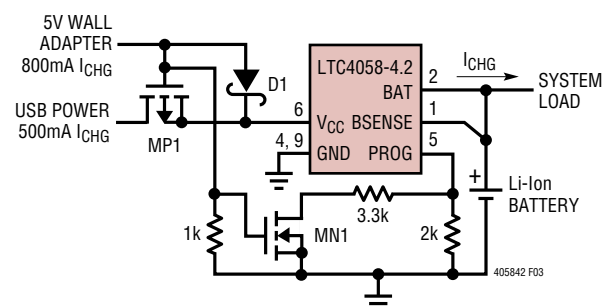 5V WALL
ADAPTER
800mA ICHG
D1
USB POWER
500mA ICHG
MP1
LTC4058-4.2
BAT
VCC BSENSE
GND PROG
6
4, 9
2
1
5
ICHG
SYSTEM
LOAD
+
Li-Ion
BATTERY
3.3k
1k
MN1
2k
405842 F03